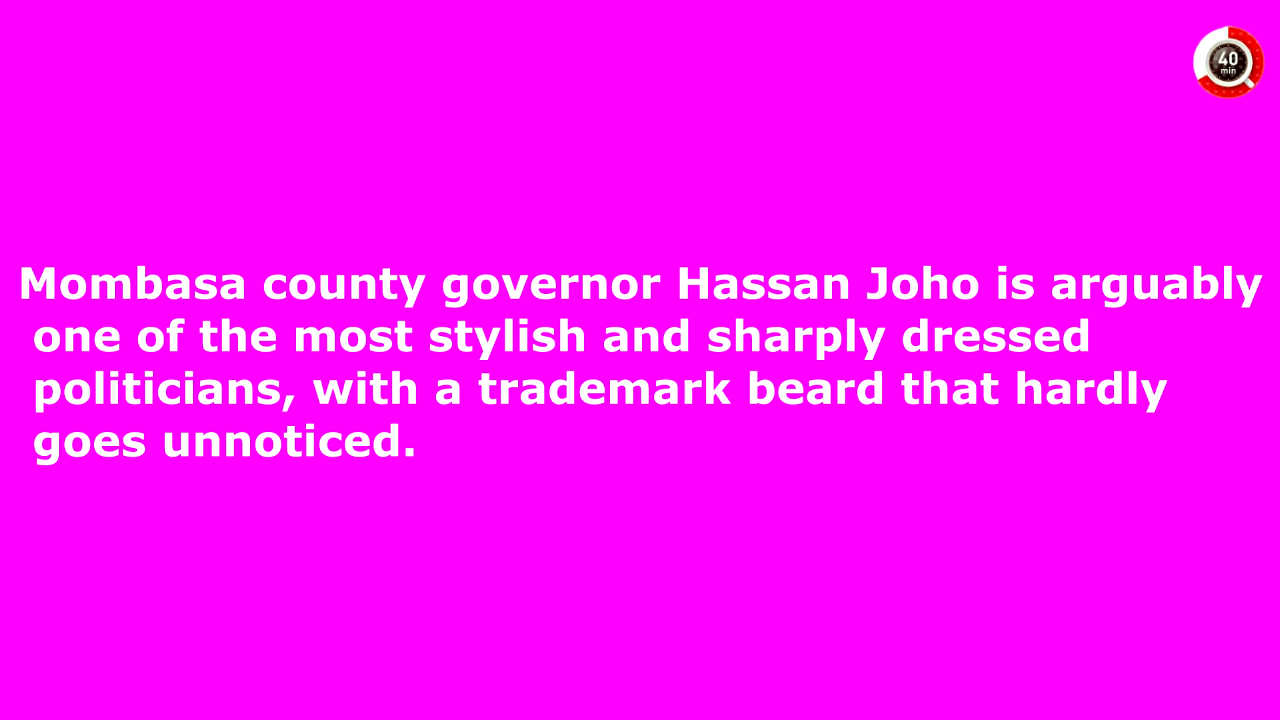 40
min
Mombasa county governor Hassan Joho is arguably
one of the most stylish and sharply dressed
politicians, with a trademark beard that hardly
goes unnoticed.